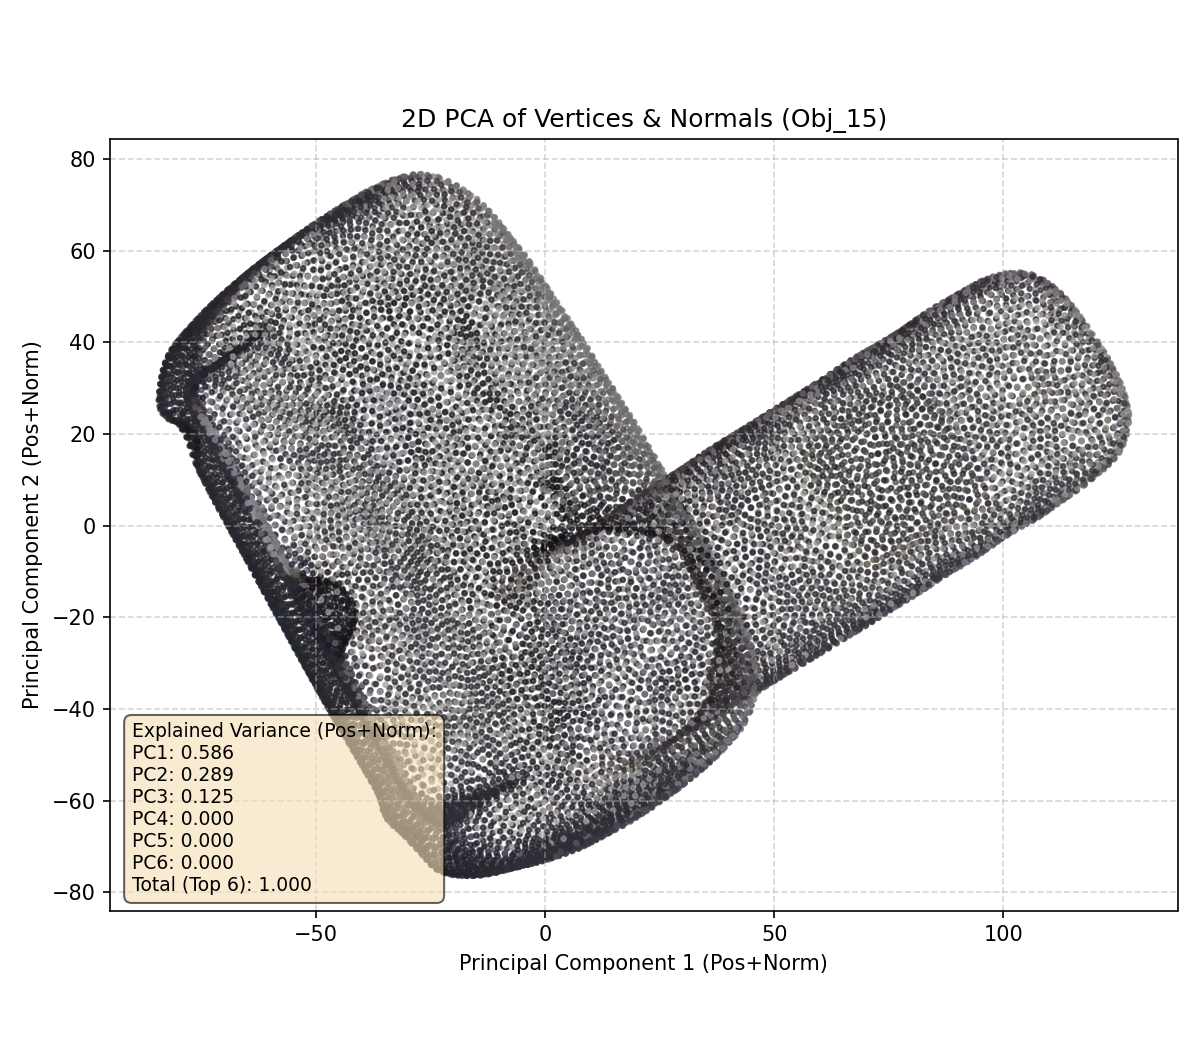 2D PCA of Vertices & Normals (Obj_15)
80
60
40
20
0
−20
−40
−60
−80
Principal Component 2 (Pos+Norm)
Explained Variance (Pos+Norm):
PC1: 0.586
PC2: 0.289
PC3: 0.125
PC4: 0.000
PC5: 0.000
PC6: 0.000
Total (Top 6): 1.000
−50 0 50 100
Principal Component 1 (Pos+Norm)